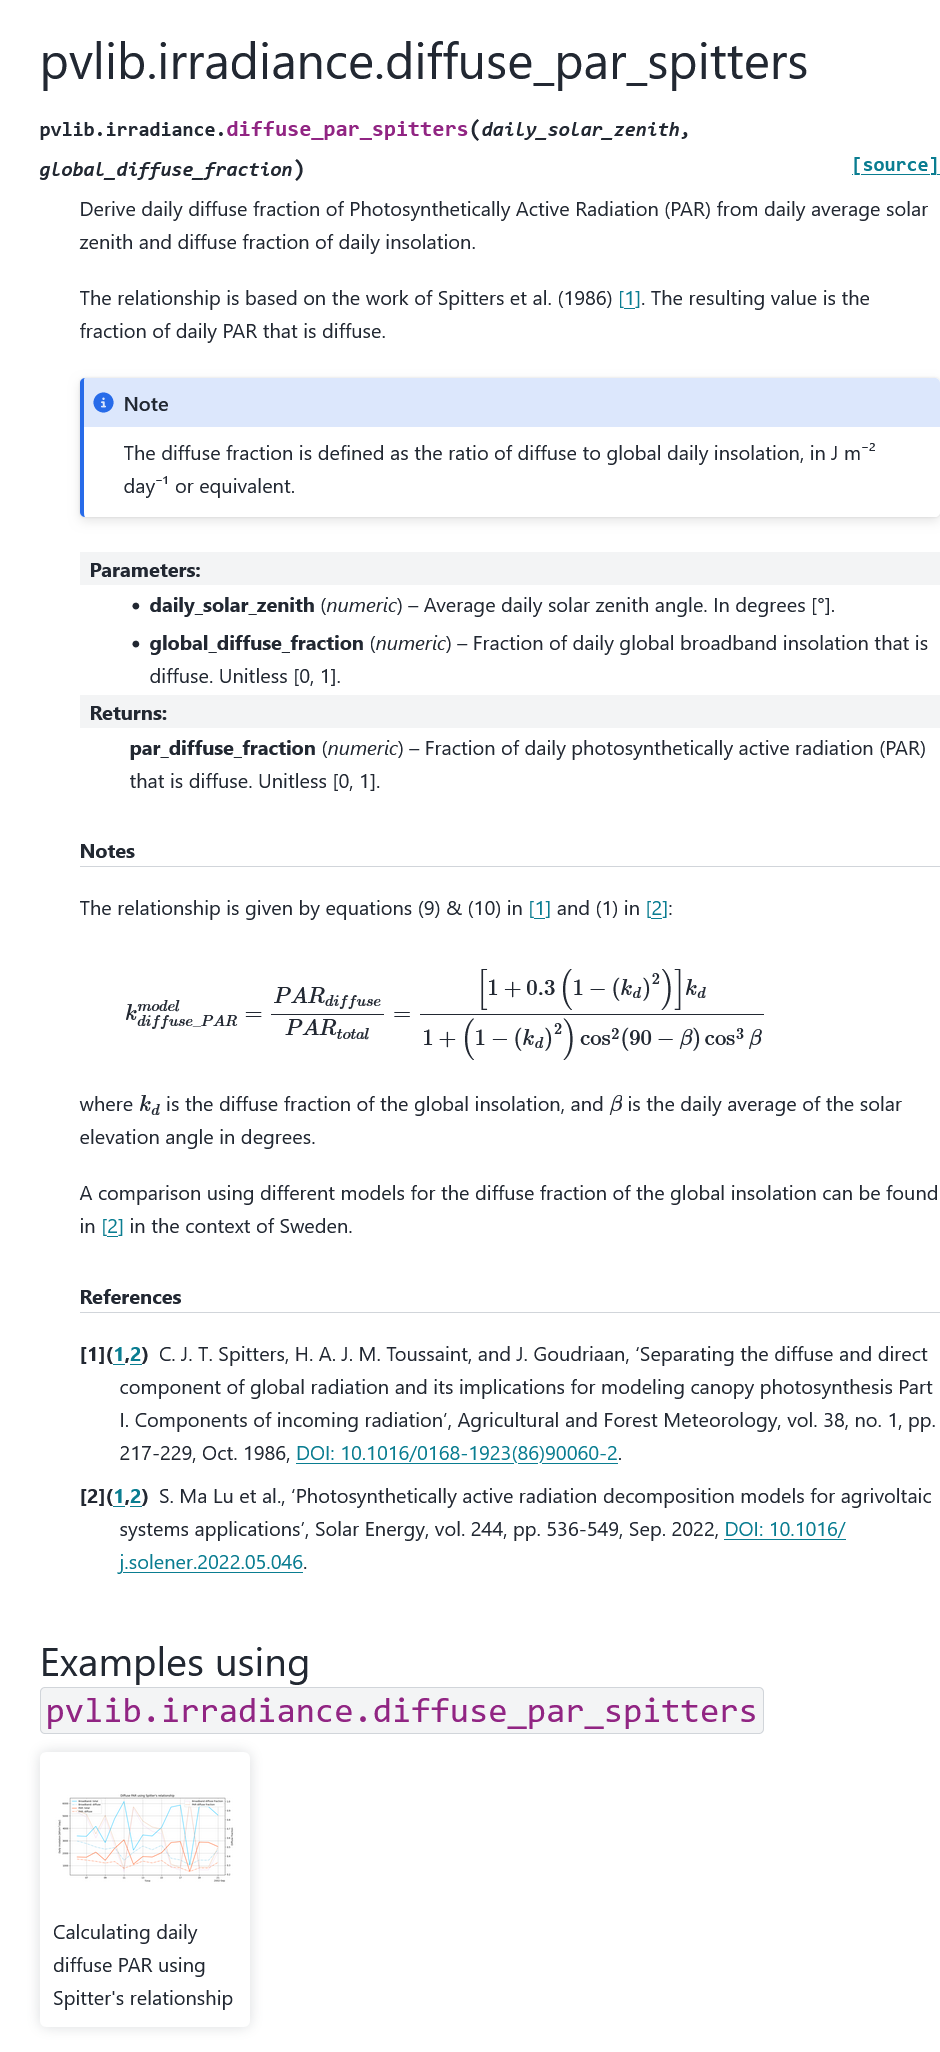 pvlib.irradiance.diffuse_par_spitters
pvlib.irradiance.diffuse_par_spitters(daily_solar_zenith,
global_diffuse_fraction)
[source]
Derive daily diffuse fraction of Photosynthetically Active Radiation (PAR) from daily average solar
zenith and diffuse fraction of daily insolation.
The relationship is based on the work of Spitters et al. (1986) [1]. The resulting value is the
fraction of daily PAR that is diffuse.
Note
The diffuse fraction is defined as the ratio of diffuse to global daily insolation, in J m⁻²
day⁻¹ or equivalent.
Parameters:
• daily_solar_zenith (numeric) – Average daily solar zenith angle. In degrees [°].
• global_diffuse_fraction (numeric) – Fraction of daily global broadband insolation that is
diffuse. Unitless [0, 1].
Returns:
par_diffuse_fraction (numeric) – Fraction of daily photosynthetically active radiation (PAR)
that is diffuse. Unitless [0, 1].
Notes
The relationship is given by equations (9) & (10) in [1] and (1) in [2]:
k_{diffuse_PAR}^{model} = \frac{PAR_{diffuse}}{PAR_{total}} = \frac{[1 + 0.3 (1 − (k_d)^2)] k_d}{1 + (1 − (k_d)^2) cos^2(90 − β) cos^3 β}
where k_d is the diffuse fraction of the global insolation, and β is the daily average of the solar
elevation angle in degrees.
A comparison using different models for the diffuse fraction of the global insolation can be found
in [2] in the context of Sweden.
References
[1](1,2) C. J. T. Spitters, H. A. J. M. Toussaint, and J. Goudriaan, ‘Separating the diffuse and direct
component of global radiation and its implications for modeling canopy photosynthesis Part
I. Components of incoming radiation’, Agricultural and Forest Meteorology, vol. 38, no. 1, pp.
217-229, Oct. 1986, DOI: 10.1016/0168-1923(86)90060-2.
[2](1,2) S. Ma Lu et al., ‘Photosynthetically active radiation decomposition models for agrivoltaic
systems applications’, Solar Energy, vol. 244, pp. 536-549, Sep. 2022, DOI: 10.1016/
j.solener.2022.05.046.
Examples using
pvlib.irradiance.diffuse_par_spitters
Calculating daily
diffuse PAR using
Spitter's relationship